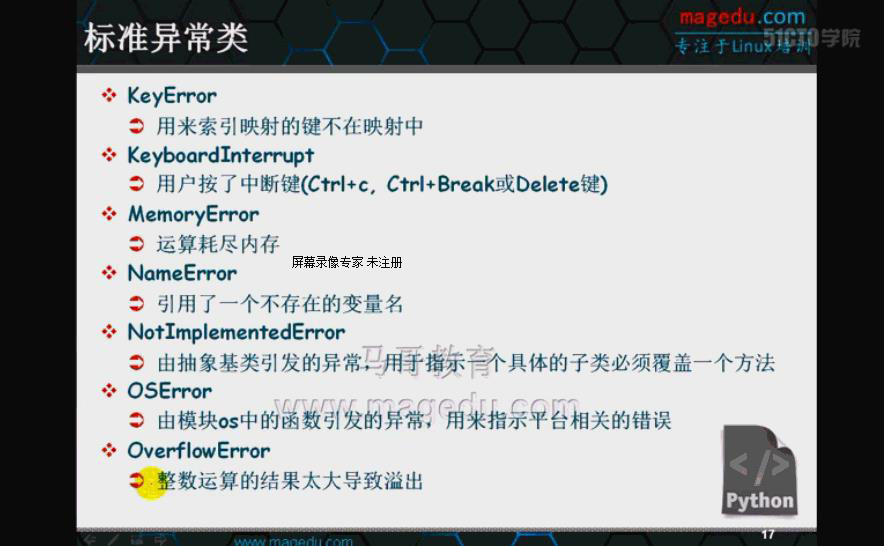 magedu.com
标准异常类
专注于Linux培训
51CTO学院
KeyError
用来索引映射的键不在映射中
KeyboardInterrupt
用户按了中断键(Ctrl+c, Ctrl+Break或Delete键)
MemoryError
运算耗尽内存
屏幕录像专家 未注册
NameError
引用了一个不存在的变量名
NotImplementedError
马哥教育
由抽象基类引发的异常，用于指示一个具体的子类必须覆盖一个方法
OSError
www.magedu.com
由模块os中的函数引发的异常，用来指示平台相关的错误
OverflowError
整数运算的结果太大导致溢出
</>
Python
17
www.magedu.com